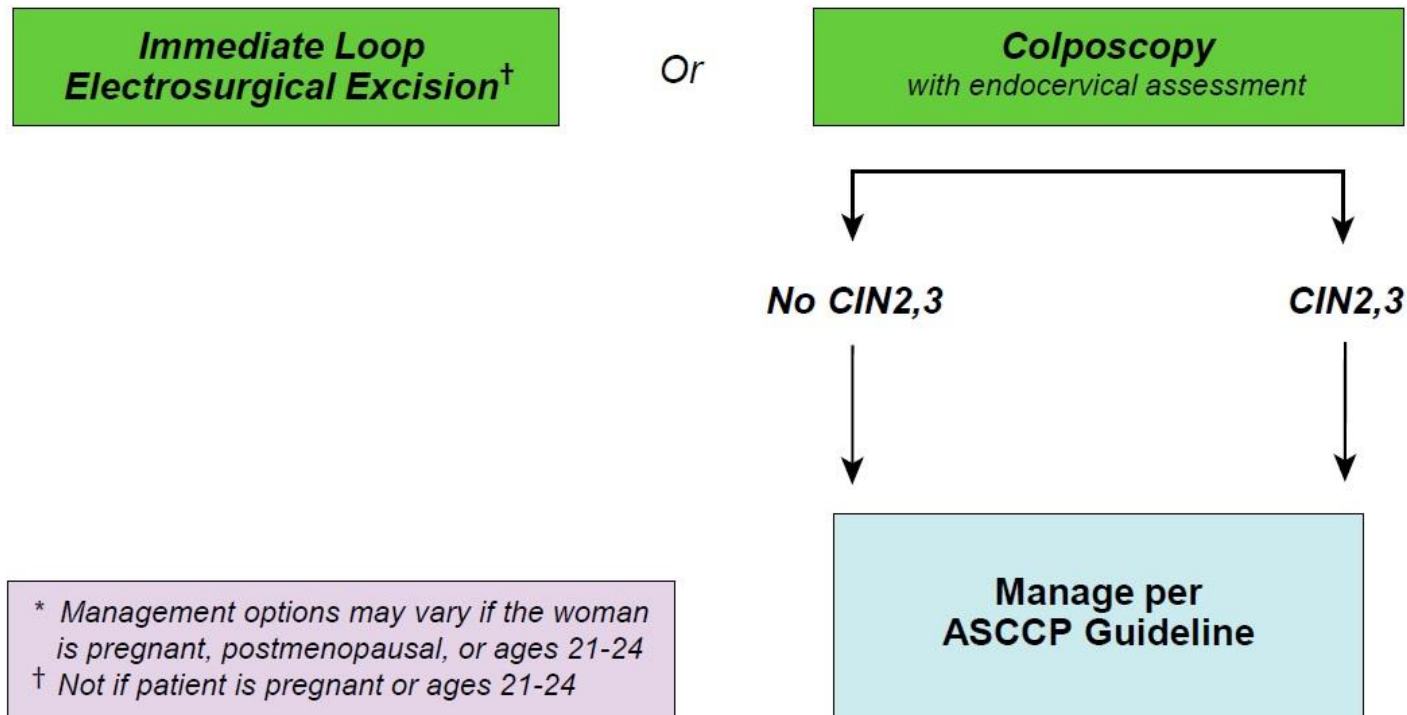 Immediate Loop
Electrosurgical Excision†
Or
Colposcopy
with endocervical assessment
No CIN2,3
CIN2,3
Manage per
ASCCP Guideline
* Management options may vary if the woman
is pregnant, postmenopausal, or ages 21-24
† Not if patient is pregnant or ages 21-24